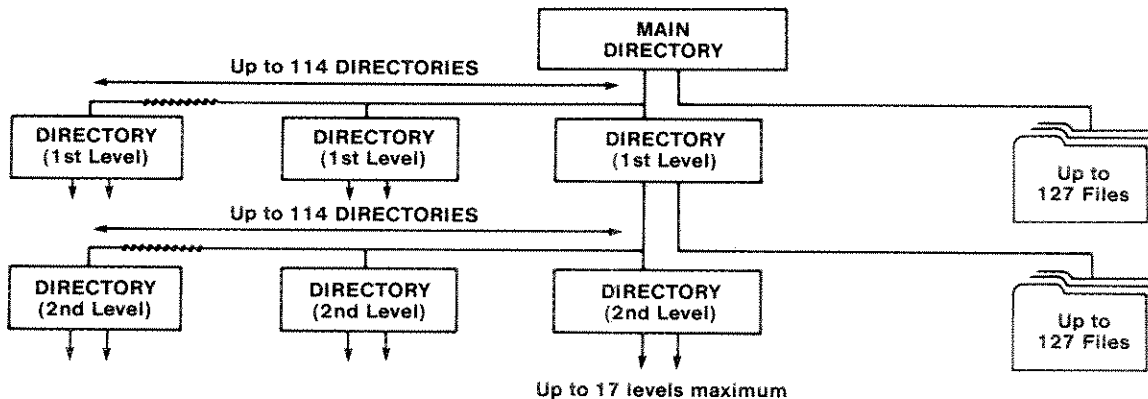 MAIN
DIRECTORY
Up to 114 DIRECTORIES
DIRECTORY
(1st Level)
DIRECTORY
(1st Level)
DIRECTORY
(1st Level)
Up to
127 Files
Up to 114 DIRECTORIES
DIRECTORY
(2nd Level)
DIRECTORY
(2nd Level)
DIRECTORY
(2nd Level)
Up to
127 Files
Up to 17 levels maximum